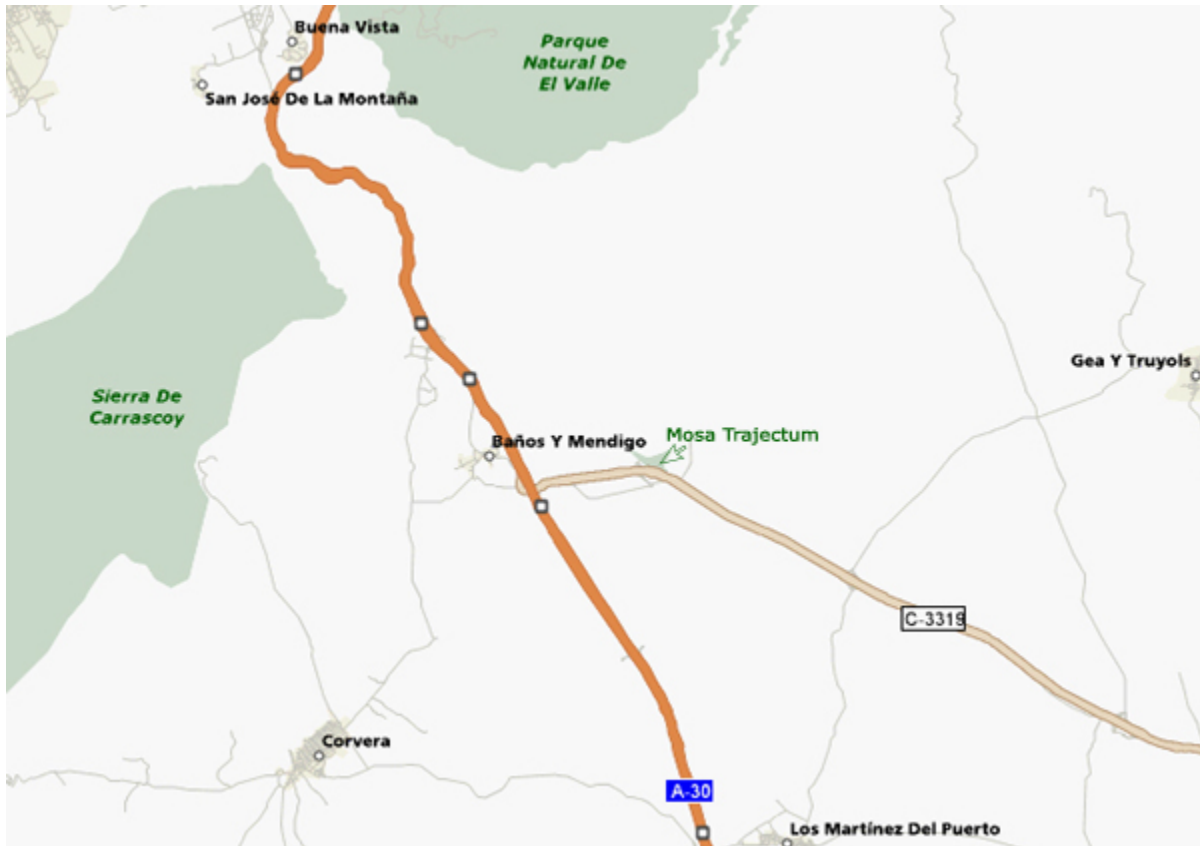 Buena Vista
Parque
Natural De
El Valle
San José De La Montaña
Gea Y Truyols
Sierra De
Carrascoy
Mosa Trajectum
Baños Y Mendigo
C-3319
Corvera
A-30
Los Martínez Del Puerto